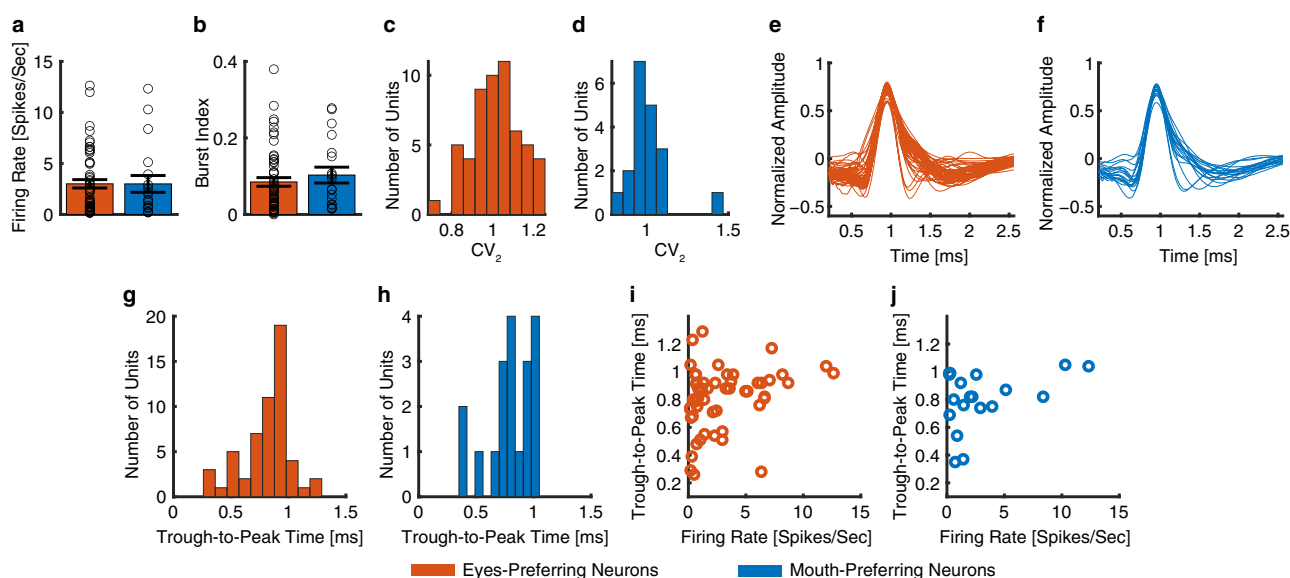 a
Firing Rate [Spikes/Sec]
15
10
5
0
b
Burst Index
0.4
0.2
0
c
Number of Units
10
5
0
0.8 1 1.2
CV2
d
Number of Units
6
4
2
0
1 1.5
CV2
e
Normalized Amplitude
1
0.5
0
−0.5
0.5 1 1.5 2 2.5
Time [ms]
f
Normalized Amplitude
1
0.5
0
−0.5
0.5 1 1.5 2 2.5
Time [ms]
g
Number of Units
20
15
10
5
0
0 0.5 1 1.5
Trough-to-Peak Time [ms]
h
Number of Units
4
3
2
1
0
0 0.5 1 1.5
Trough-to-Peak Time [ms]
i
Trough-to-Peak Time [ms]
1.2
1
0.8
0.6
0.4
0.2
0 5 10 15
Firing Rate [Spikes/Sec]
j
Trough-to-Peak Time [ms]
1.2
1
0.8
0.6
0.4
0.2
0 5 10 15
Firing Rate [Spikes/Sec]
Eyes-Preferring Neurons
Mouth-Preferring Neurons